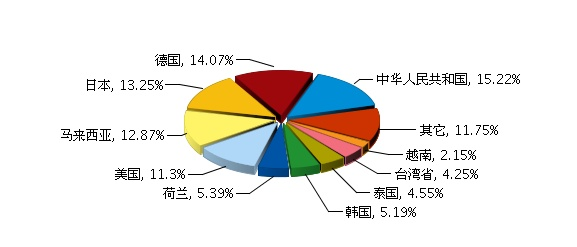 德国, 14.07%
中华人民共和国, 15.22%
日本, 13.25%
马来西亚, 12.87%
其它, 11.75%
越南, 2.15%
美国, 11.3%
台湾省, 4.25%
荷兰, 5.39%
泰国, 4.55%
韩国, 5.19%